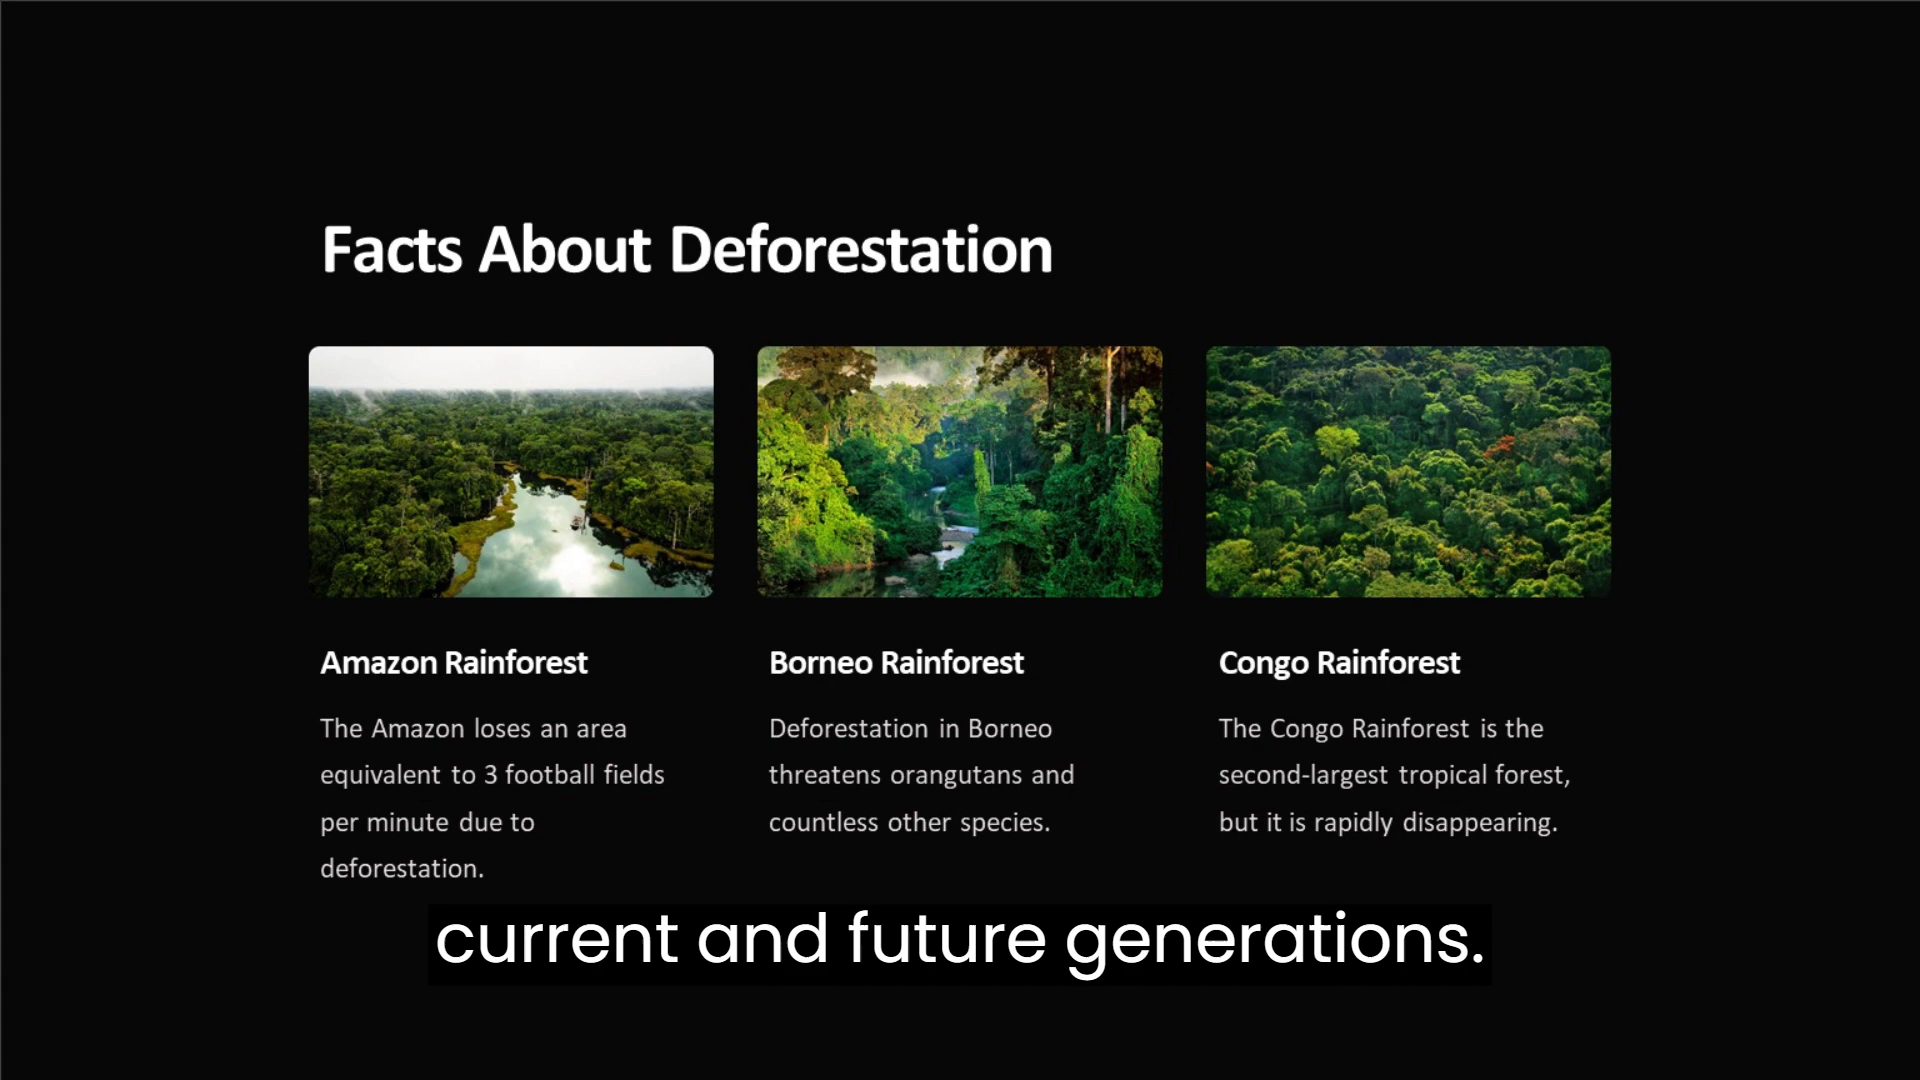 Facts About Deforestation
Amazon Rainforest
The Amazon loses an area
equivalent to 3 football fields
per minute due to
deforestation.
Borneo Rainforest
Deforestation in Borneo
threatens orangutans and
countless other species.
Congo Rainforest
The Congo Rainforest is the
second-largest tropical forest,
but it is rapidly disappearing.
current and future generations.